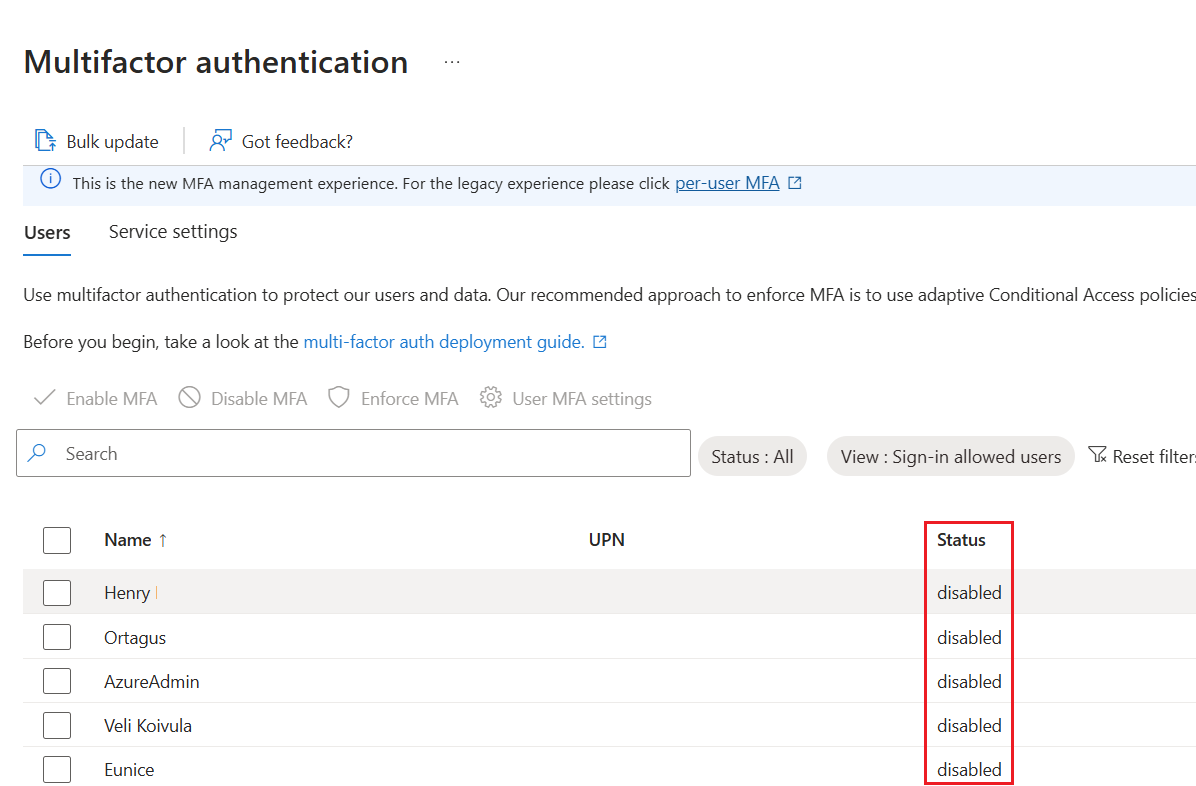 Multifactor authentication ...
Bulk update Got feedback?
This is the new MFA management experience. For the legacy experience please click per-user MFA
Users Service settings
Use multifactor authentication to protect our users and data. Our recommended approach to enforce MFA is to use adaptive Conditional Access policies
Before you begin, take a look at the multi-factor auth deployment guide.
Enable MFA Disable MFA Enforce MFA User MFA settings
Search Status : All View : Sign-in allowed users Reset filters
Name ↑ UPN Status
Henry disabled
Ortagus disabled
AzureAdmin disabled
Veli Koivula disabled
Eunice disabled